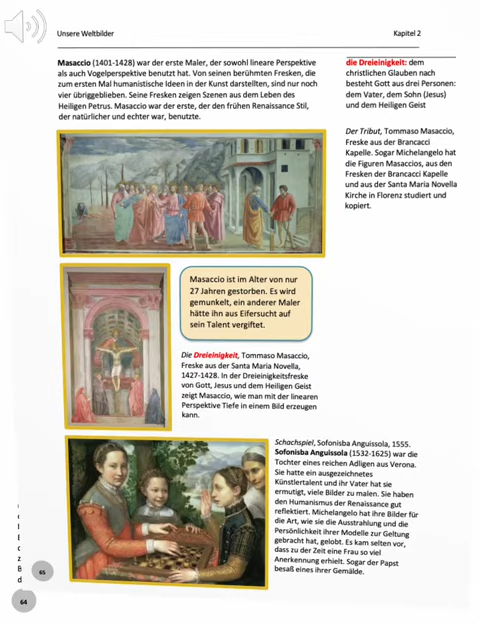 Unsere Weltbilder
Kapitel 2
Masaccio (1401-1428) war der erste Maler, der sowohl lineare Perspektive
als auch Vogelperspektive benutzt hat. Von seinen berühmten Fresken, die
zum ersten Mal humanistische Ideen in der Kunst darstellten, sind nur noch
vier übriggeblieben. Seine Fresken zeigen Szenen aus dem Leben des
Heiligen Petrus. Masaccio war der erste, der den frühen Renaissance Stil,
der natürlicher und echter war, benutzte.
die Dreieinigkeit: dem
christlichen Glauben nach
besteht Gott aus drei Personen:
dem Vater, dem Sohn (Jesus)
und dem Heiligen Geist
Der Tribut, Tommaso Masaccio,
Freske aus der Brancacci
Kapelle. Sogar Michelangelo hat
die Figuren Masaccios, aus den
Fresken der Brancacci Kapelle
und aus der Santa Maria Novella
Kirche in Florenz studiert und
kopiert.
Masaccio ist im Alter von nur
27 Jahren gestorben. Es wird
gemunkelt, ein anderer Maler
hätte ihn aus Eifersucht auf
sein Talent vergiftet.
Die Dreieinigkeit, Tommaso Masaccio,
Freske aus der Santa Maria Novella,
1427-1428. In der Dreieinigkeitsfreske
von Gott, Jesus und dem Heiligen Geist
zeigt Masaccio, wie man mit der linearen
Perspektive Tiefe in einem Bild erzeugen
kann.
Schachspiel, Sofonisba Anguissola, 1555.
Sofonisba Anguissola (1532-1625) war die
Tochter eines reichen Adligen aus Verona.
Sie hatte ein ausgezeichnetes
Künstlertalent und ihr Vater hat sie
ermutigt, viele Bilder zu malen. Sie haben
den Humanismus der Renaissance gut
reflektiert. Michelangelo hat ihre Bilder für
die Art, wie sie die Ausstrahlung und die
Persönlichkeit ihrer Modelle zur Geltung
gebracht hat, gelobt. Es kam selten vor,
dass zu der Zeit eine Frau so viel
Anerkennung erhielt. Sogar der Papst
besaß eines ihrer Gemälde.
65
64